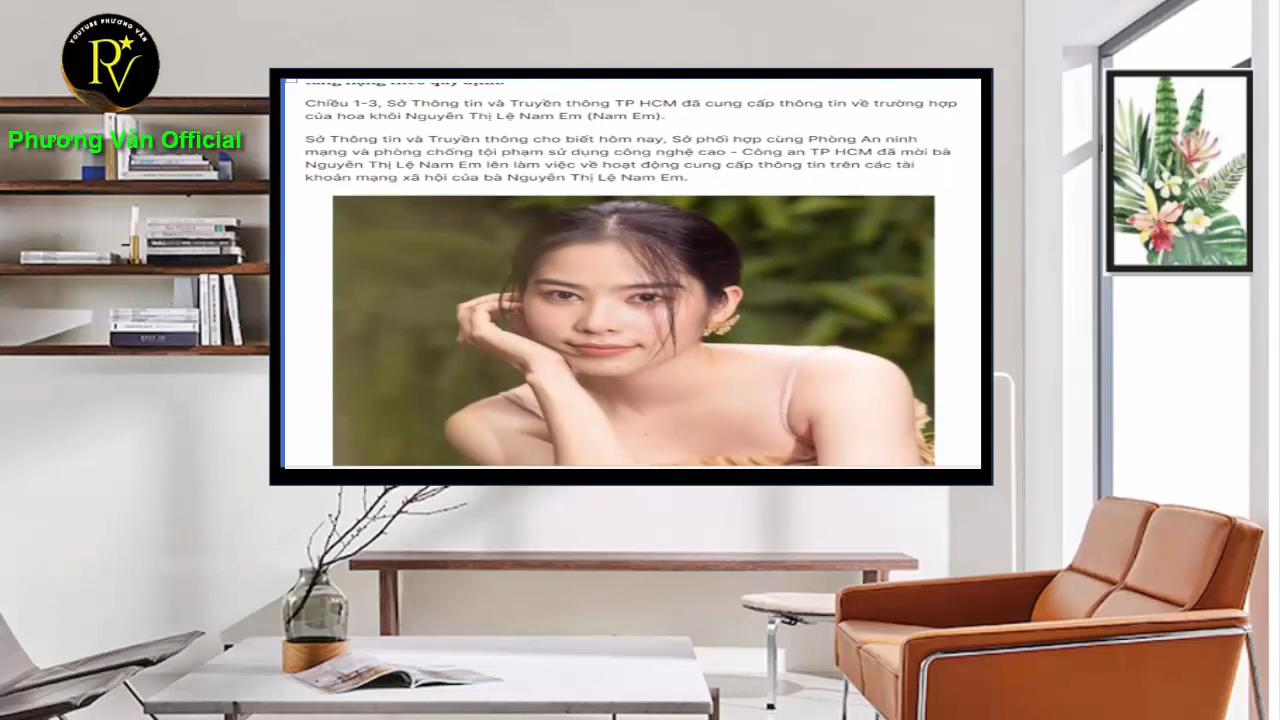 YOUTUBE PHƯƠNG VÂN
PV
Phương Vân Official
Chiều 1-3, Sở Thông tin và Truyền thông TP HCM đã cung cấp thông tin về trường hợp
của hoa khôi Nguyễn Thị Lệ Nam Em (Nam Em).
Sở Thông tin và Truyền thông cho biết hôm nay, Sở phối hợp cùng Phòng An ninh
mạng và phòng chống tội phạm sử dụng công nghệ cao - Công an TP HCM đã mời bà
Nguyễn Thị Lệ Nam Em lên làm việc về hoạt động cung cấp thông tin trên các tài
khoản mạng xã hội của bà Nguyễn Thị Lệ Nam Em.